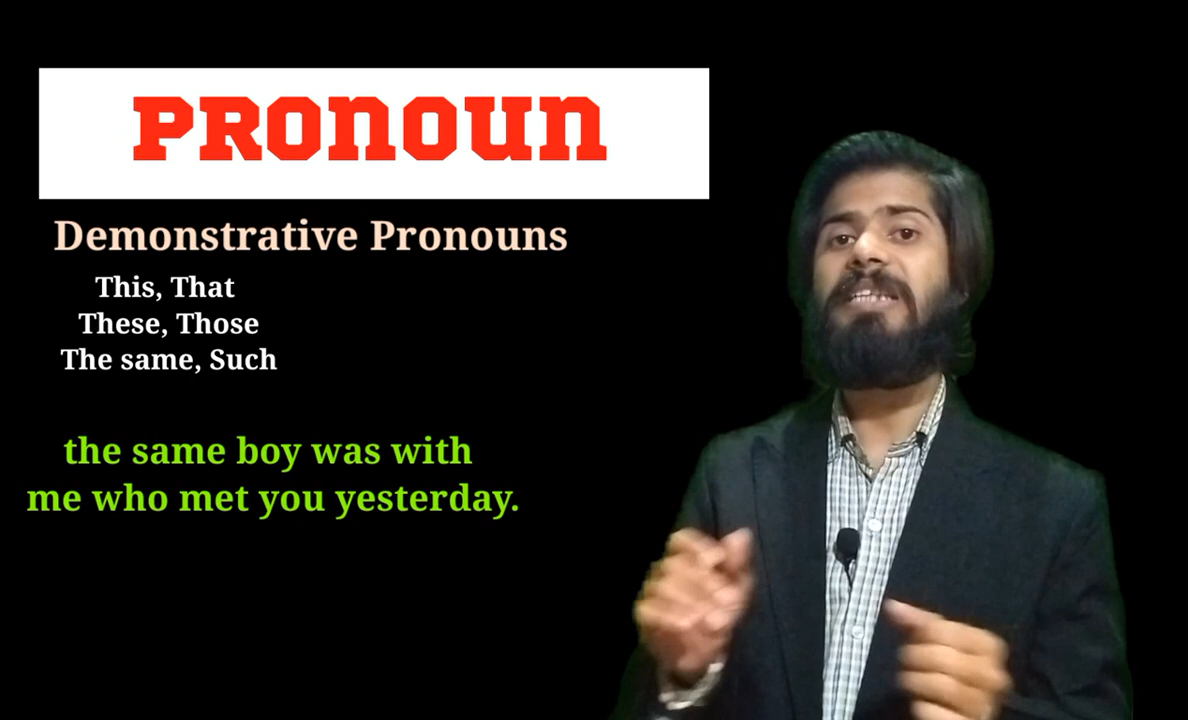 PRONOUN
Demonstrative Pronouns
This, That
These, Those
The same, Such
the same boy was with
me who met you yesterday.